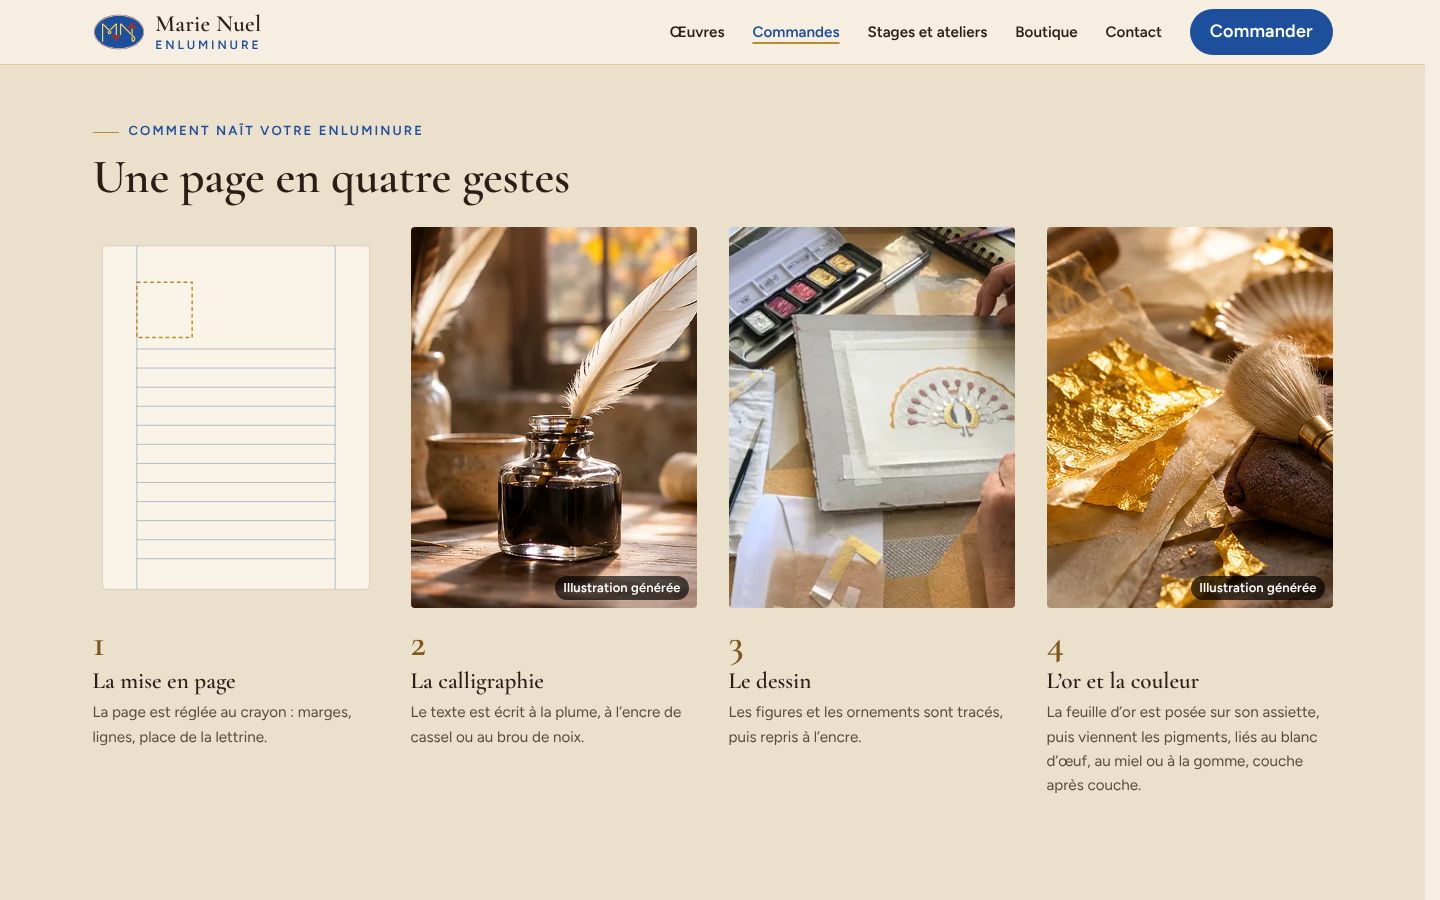 Marie Nuel
ENLUMINURE
Œuvres
Commandes
Stages et ateliers
Boutique
Contact
Commander
COMMENT NAÎT VOTRE ENLUMINURE
Une page en quatre gestes
Illustration générée
Illustration générée
1
La mise en page
La page est réglée au crayon : marges,
lignes, place de la lettrine.
2
La calligraphie
Le texte est écrit à la plume, à l’encre de
cassel ou au brou de noix.
3
Le dessin
Les figures et les ornements sont tracés,
puis repris à l’encre.
4
L’or et la couleur
La feuille d’or est posée sur son assiette,
puis viennent les pigments, liés au blanc
d’œuf, au miel ou à la gomme, couche
après couche.